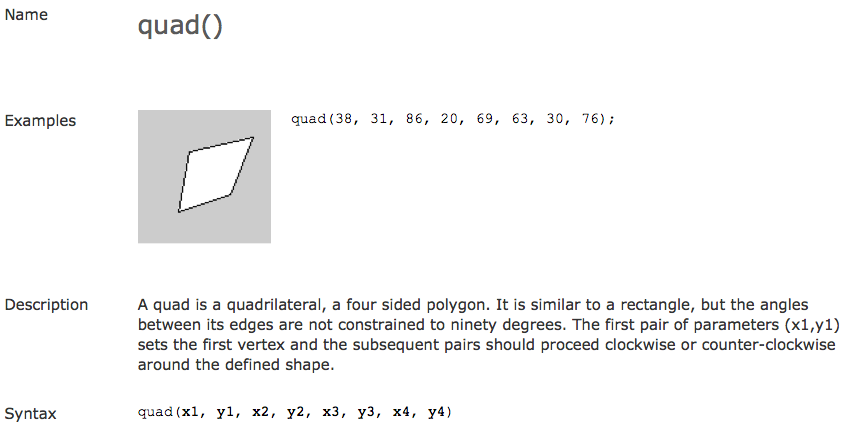 Name
quad()
Examples
quad(38, 31, 86, 20, 69, 63, 30, 76);
Description
A quad is a quadrilateral, a four sided polygon. It is similar to a rectangle, but the angles
between its edges are not constrained to ninety degrees. The first pair of parameters (x1,y1)
sets the first vertex and the subsequent pairs should proceed clockwise or counter-clockwise
around the defined shape.
Syntax
quad(x1, y1, x2, y2, x3, y3, x4, y4)